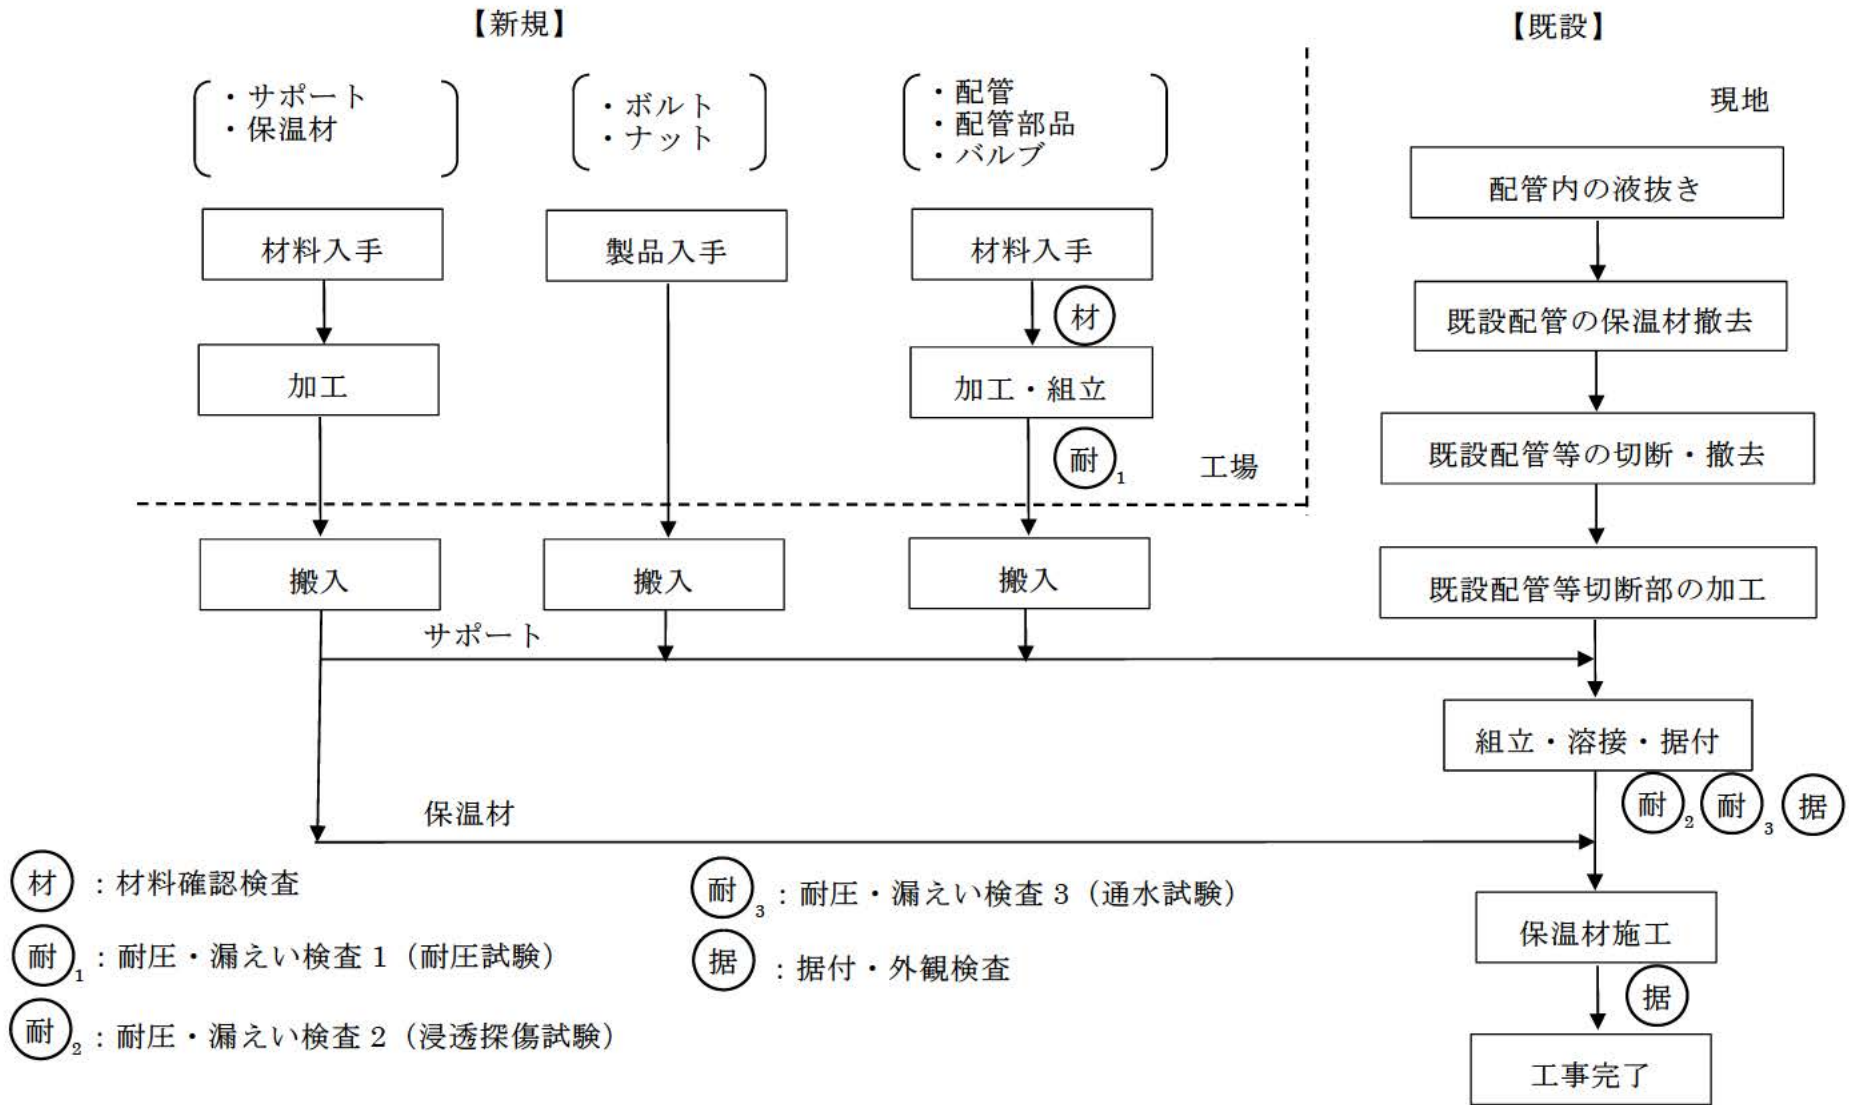 【新規】
【既設】
・サポート
・保温材
・ボルト
・ナット
・配管
・配管部品
・バルブ
現地
配管内の液抜き
材料入手
製品入手
材料入手
材
既設配管の保温材撤去
加工
加工・組立
耐1
工場
既設配管等の切断・撤去
搬入
搬入
搬入
既設配管等切断部の加工
サポート
組立・溶接・据付
耐2 耐3 据
保温材
材：材料確認検査
耐1：耐圧・漏えい検査1（耐圧試験）
耐2：耐圧・漏えい検査2（浸透探傷試験）
耐3：耐圧・漏えい検査3（通水試験）
据：据付・外観検査
保温材施工
据
工事完了